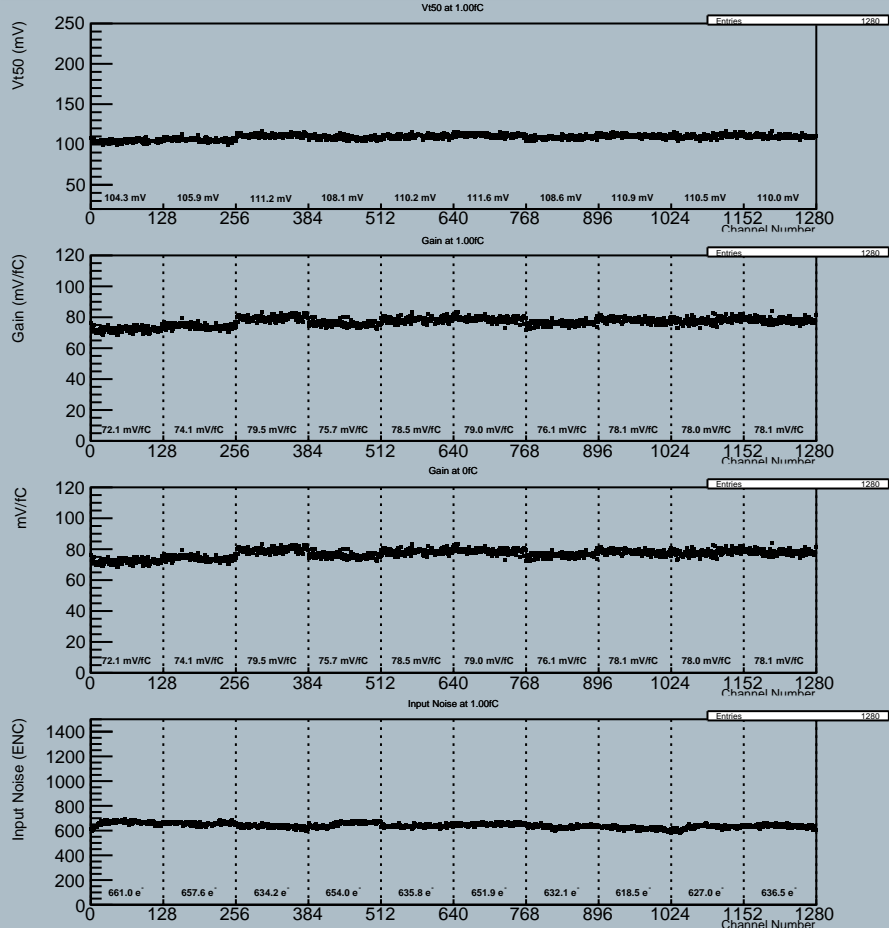 Vt50 at 1.00fC
Entries 1280
Vt50 (mV)
250
200
150
100
50
104.3 mV 105.9 mV 111.2 mV 108.1 mV 110.2 mV 111.6 mV 108.6 mV 110.9 mV 110.5 mV 110.0 mV
0 128 256 384 512 640 768 896 1024 1152 1280
Channel Number
Gain at 1.00fC
Entries 1280
Gain (mV/fC)
120
100
80
60
40
20
0
72.1 mV/fC 74.1 mV/fC 79.5 mV/fC 75.7 mV/fC 78.5 mV/fC 79.0 mV/fC 76.1 mV/fC 78.1 mV/fC 78.0 mV/fC 78.1 mV/fC
0 128 256 384 512 640 768 896 1024 1152 1280
Channel Number
Gain at 0fC
Entries 1280
mV/fC
120
100
80
60
40
20
0
72.1 mV/fC 74.1 mV/fC 79.5 mV/fC 75.7 mV/fC 78.5 mV/fC 79.0 mV/fC 76.1 mV/fC 78.1 mV/fC 78.0 mV/fC 78.1 mV/fC
0 128 256 384 512 640 768 896 1024 1152 1280
Channel Number
Input Noise at 1.00fC
Entries 1280
Input Noise (ENC)
1400
1200
1000
800
600
400
200
0
661.0 e⁻ 657.6 e⁻ 634.2 e⁻ 654.0 e⁻ 635.8 e⁻ 651.9 e⁻ 632.1 e⁻ 618.5 e⁻ 627.0 e⁻ 636.5 e⁻
0 128 256 384 512 640 768 896 1024 1152 1280
Channel Number